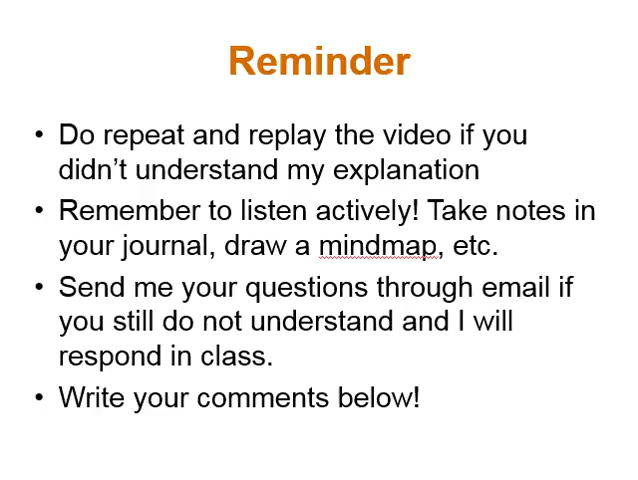 Reminder
• Do repeat and replay the video if you
didn’t understand my explanation
• Remember to listen actively! Take notes in
your journal, draw a mindmap, etc.
• Send me your questions through email if
you still do not understand and I will
respond in class.
• Write your comments below!